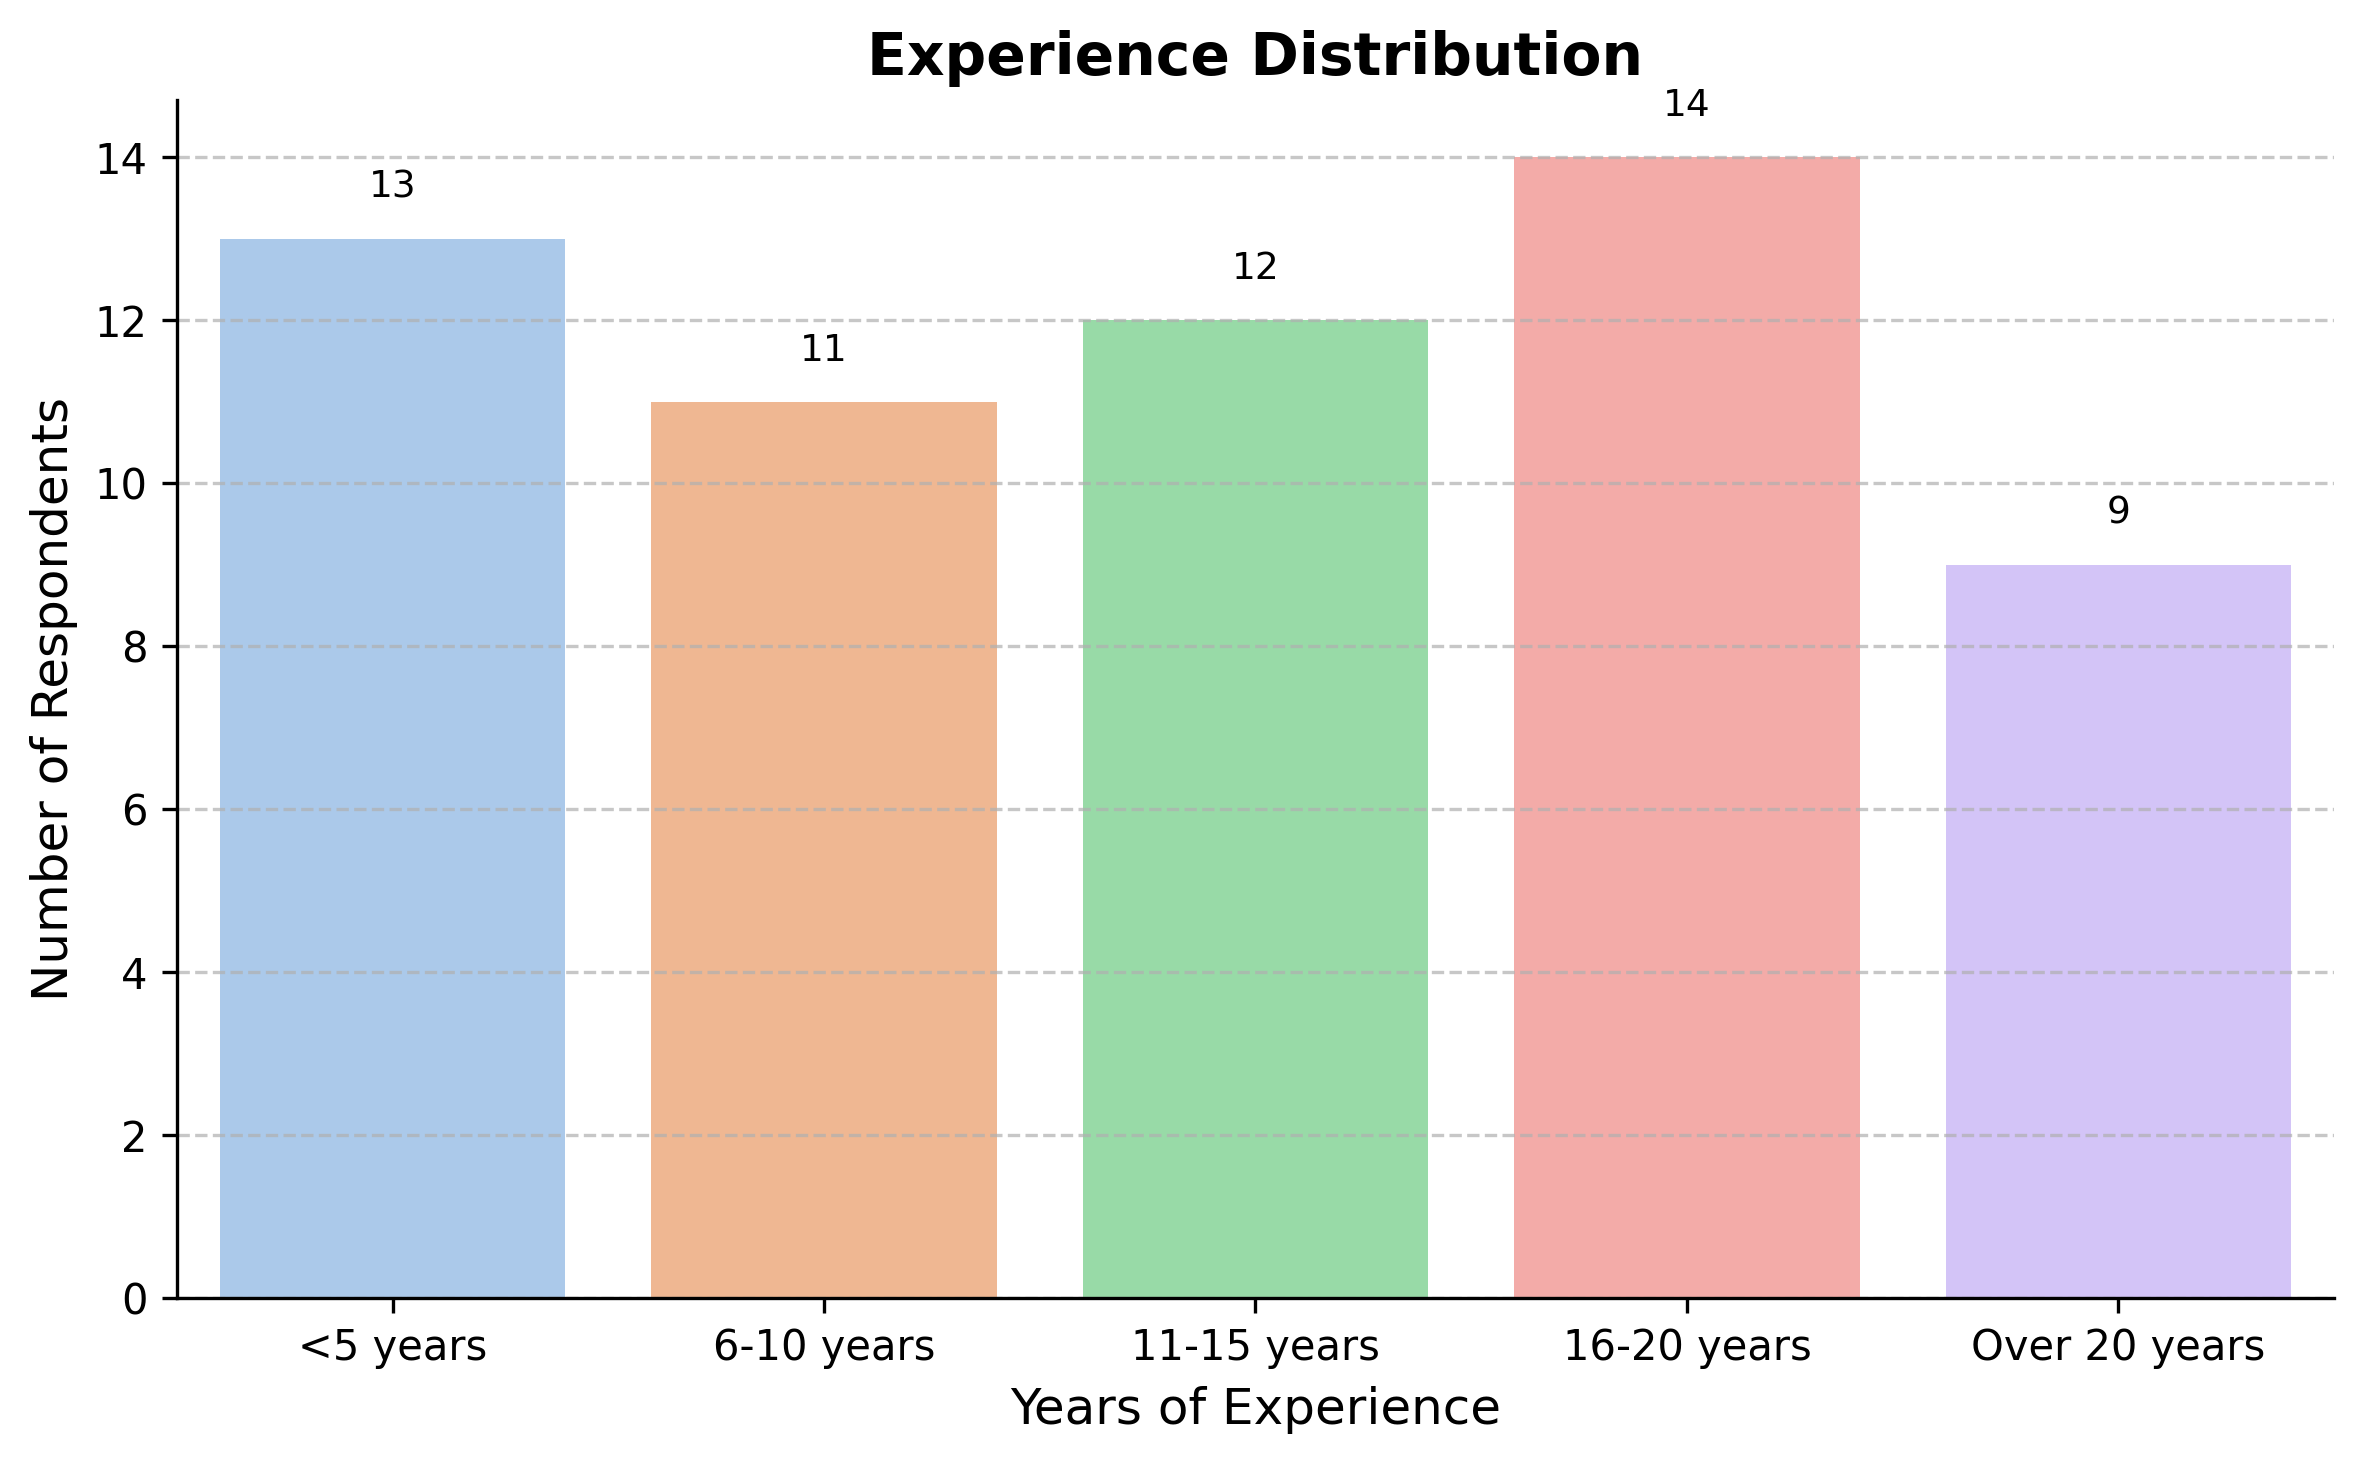 Experience Distribution
14
13
12
11
9
14
12
10
8
6
4
2
0
Number of Respondents
<5 years
6-10 years
11-15 years
16-20 years
Over 20 years
Years of Experience